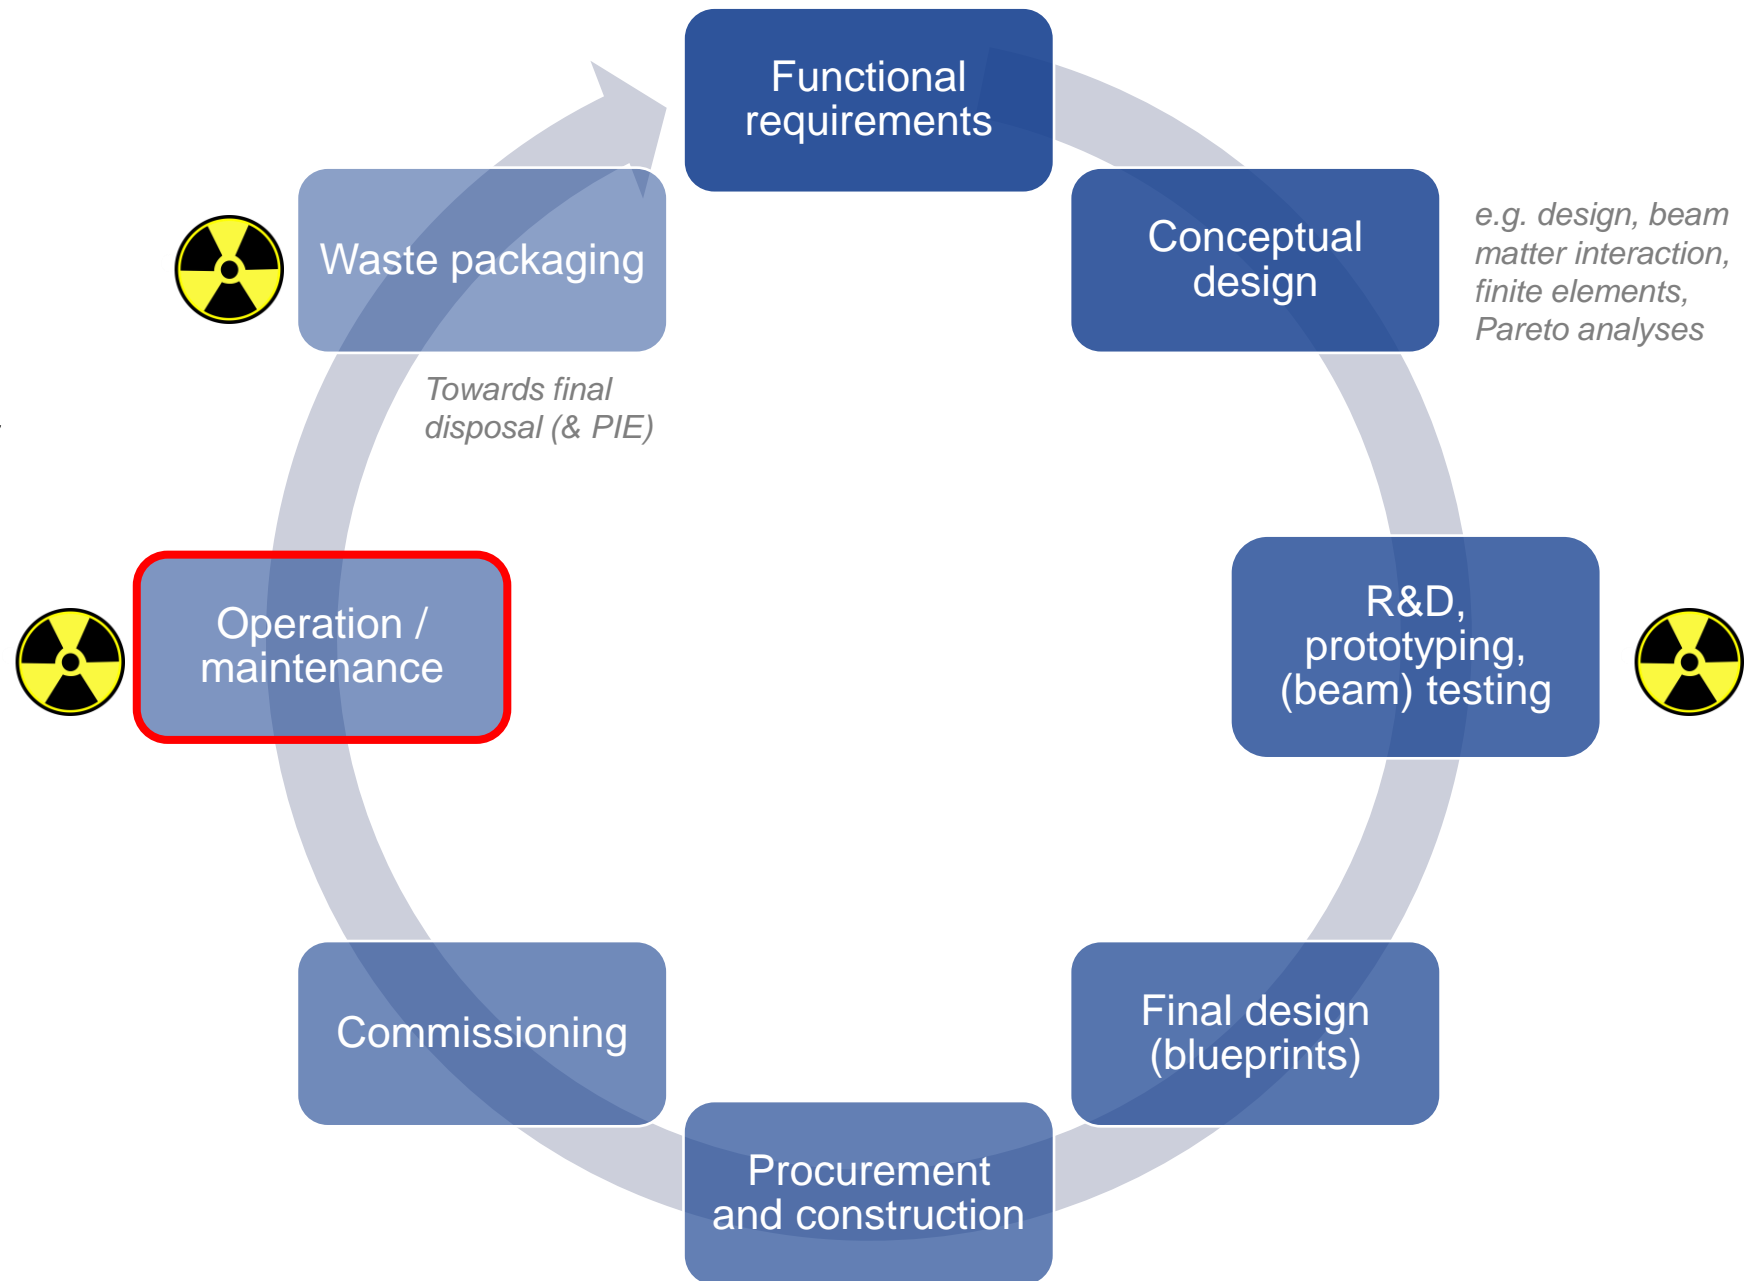 Functional
requirements
Conceptual
design
e.g. design, beam
matter interaction,
finite elements,
Pareto analyses
R&D,
prototyping,
(beam) testing
Final design
(blueprints)
Procurement
and construction
Commissioning
Operation /
maintenance
Waste packaging
Towards final
disposal (& PIE)